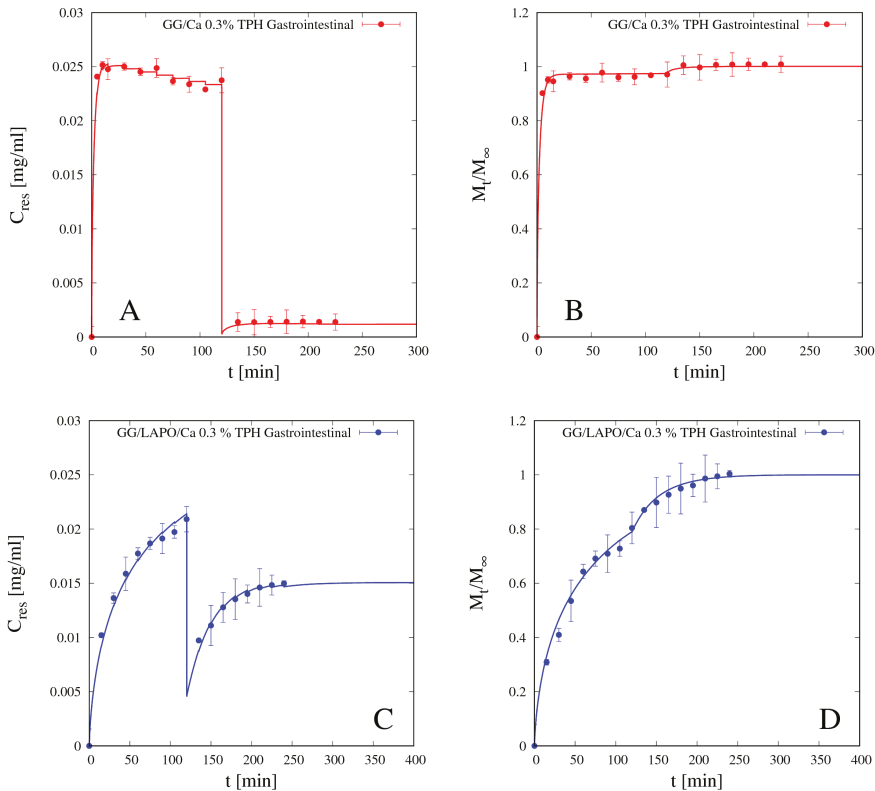 GG/Ca 0.3% TPH Gastrointestinal
C_res [mg/ml]
0.03
0.025
0.02
0.015
0.01
0.005
0
A
0 50 100 150 200 250 300
t [min]
GG/Ca 0.3% TPH Gastrointestinal
M_t/M_∞
1.2
1
0.8
0.6
0.4
0.2
0
B
0 50 100 150 200 250 300
t [min]
GG/LAPO/Ca 0.3 % TPH Gastrointestinal
C_res [mg/ml]
0.03
0.025
0.02
0.015
0.01
0.005
0
C
0 50 100 150 200 250 300 350 400
t [min]
GG/LAPO/Ca 0.3 % TPH Gastrointestinal
M_t/M_∞
1.2
1
0.8
0.6
0.4
0.2
0
D
0 50 100 150 200 250 300 350 400
t [min]